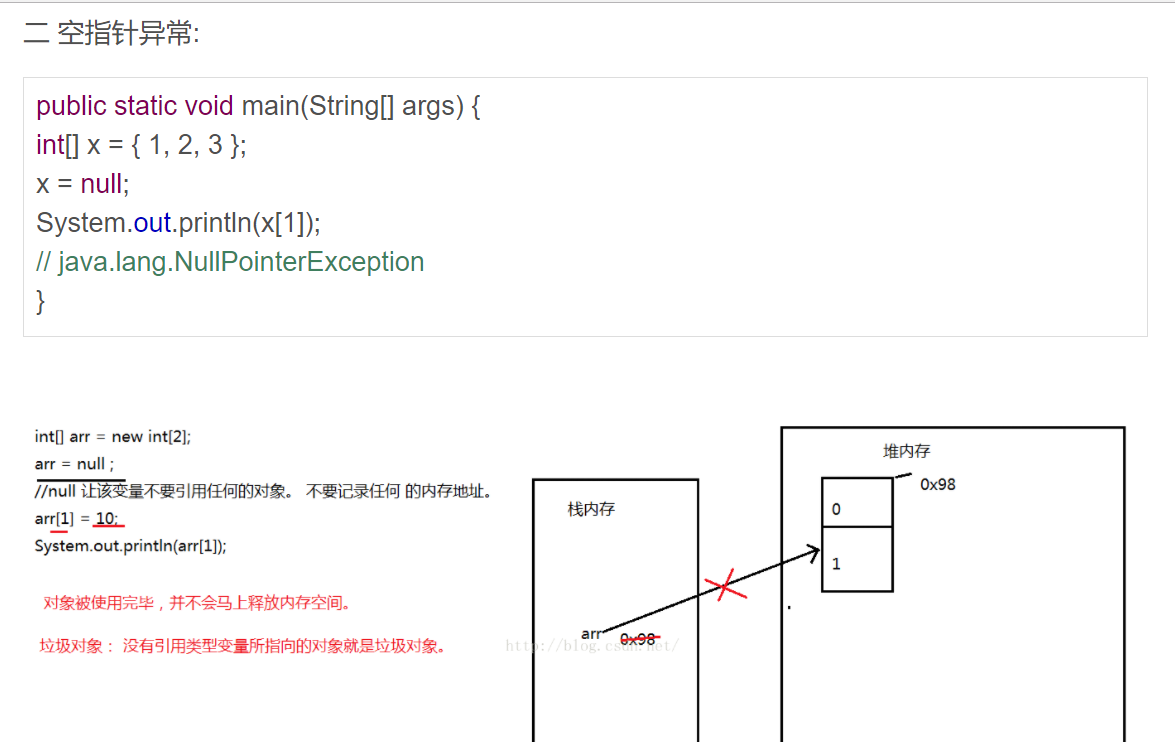 二 空指针异常:
public static void main(String[] args) {
int[] x = { 1, 2, 3 };
x = null;
System.out.println(x[1]);
// java.lang.NullPointerException
}
int[] arr = new int[2];
arr = null ;
//null 让该变量不要引用任何的对象。 不要记录任何 的内存地址。
arr[1] = 10;
System.out.println(arr[1]);
对象被使用完毕，并不会马上释放内存空间。
垃圾对象： 没有引用类型变量所指向的对象就是垃圾对象。
栈内存
arr 0x98
http://blog.csdn.net/
堆内存
0x98
0
1